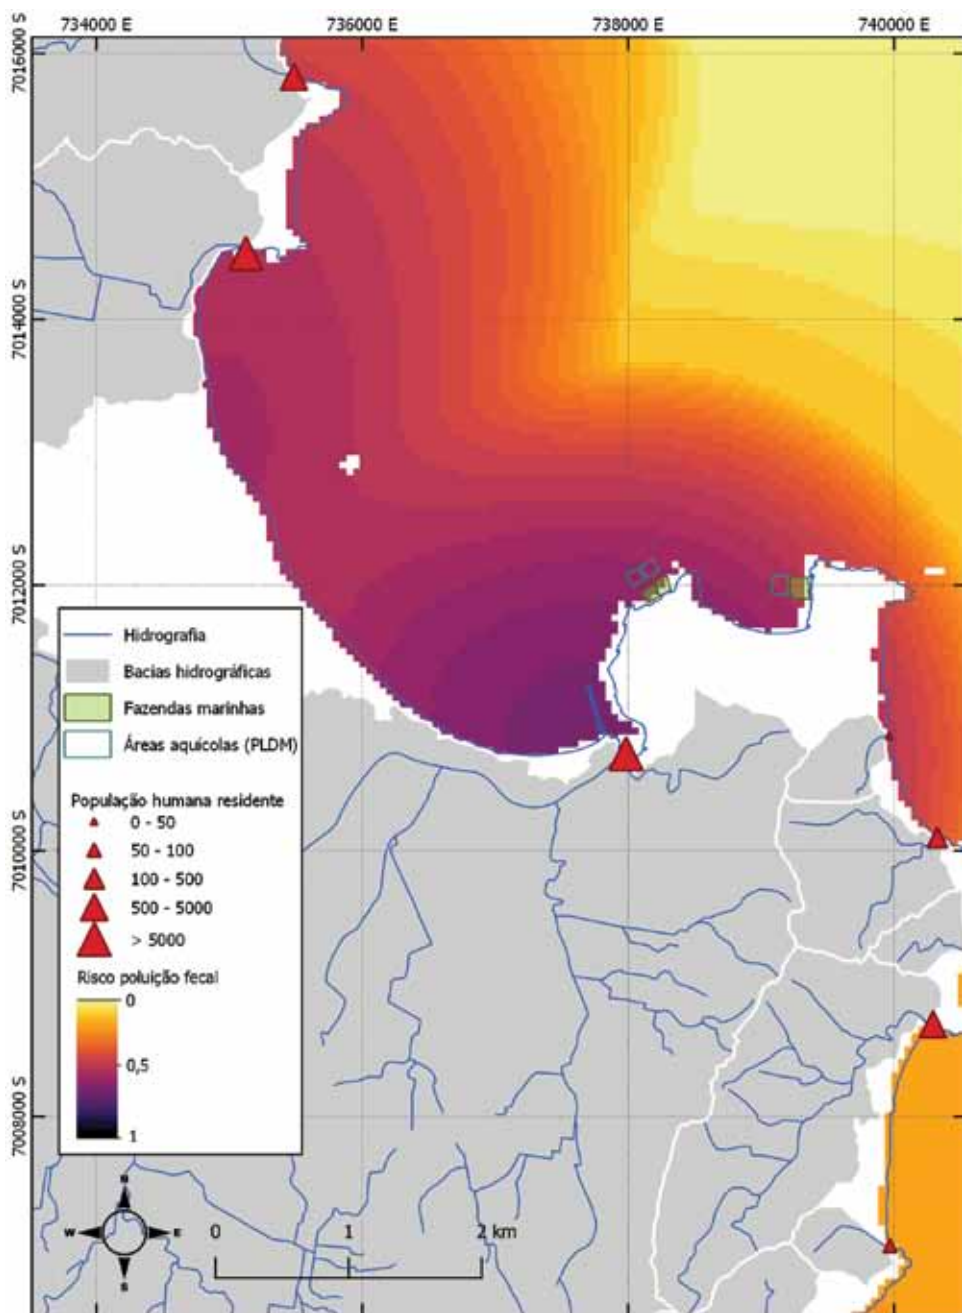 734000 E
736000 E
738000 E
740000 E
7016000 S
7014000 S
7012000 S
7010000 S
7008000 S
Hidrografia
Bacias hidrográficas
Fazendas marinhas
Áreas aquícolas (PLDM)
População humana residente
0 - 50
50 - 100
100 - 500
500 - 5000
> 5000
Risco poluição fecal
0
0,5
1
N
W
E
S
0
1
2 km